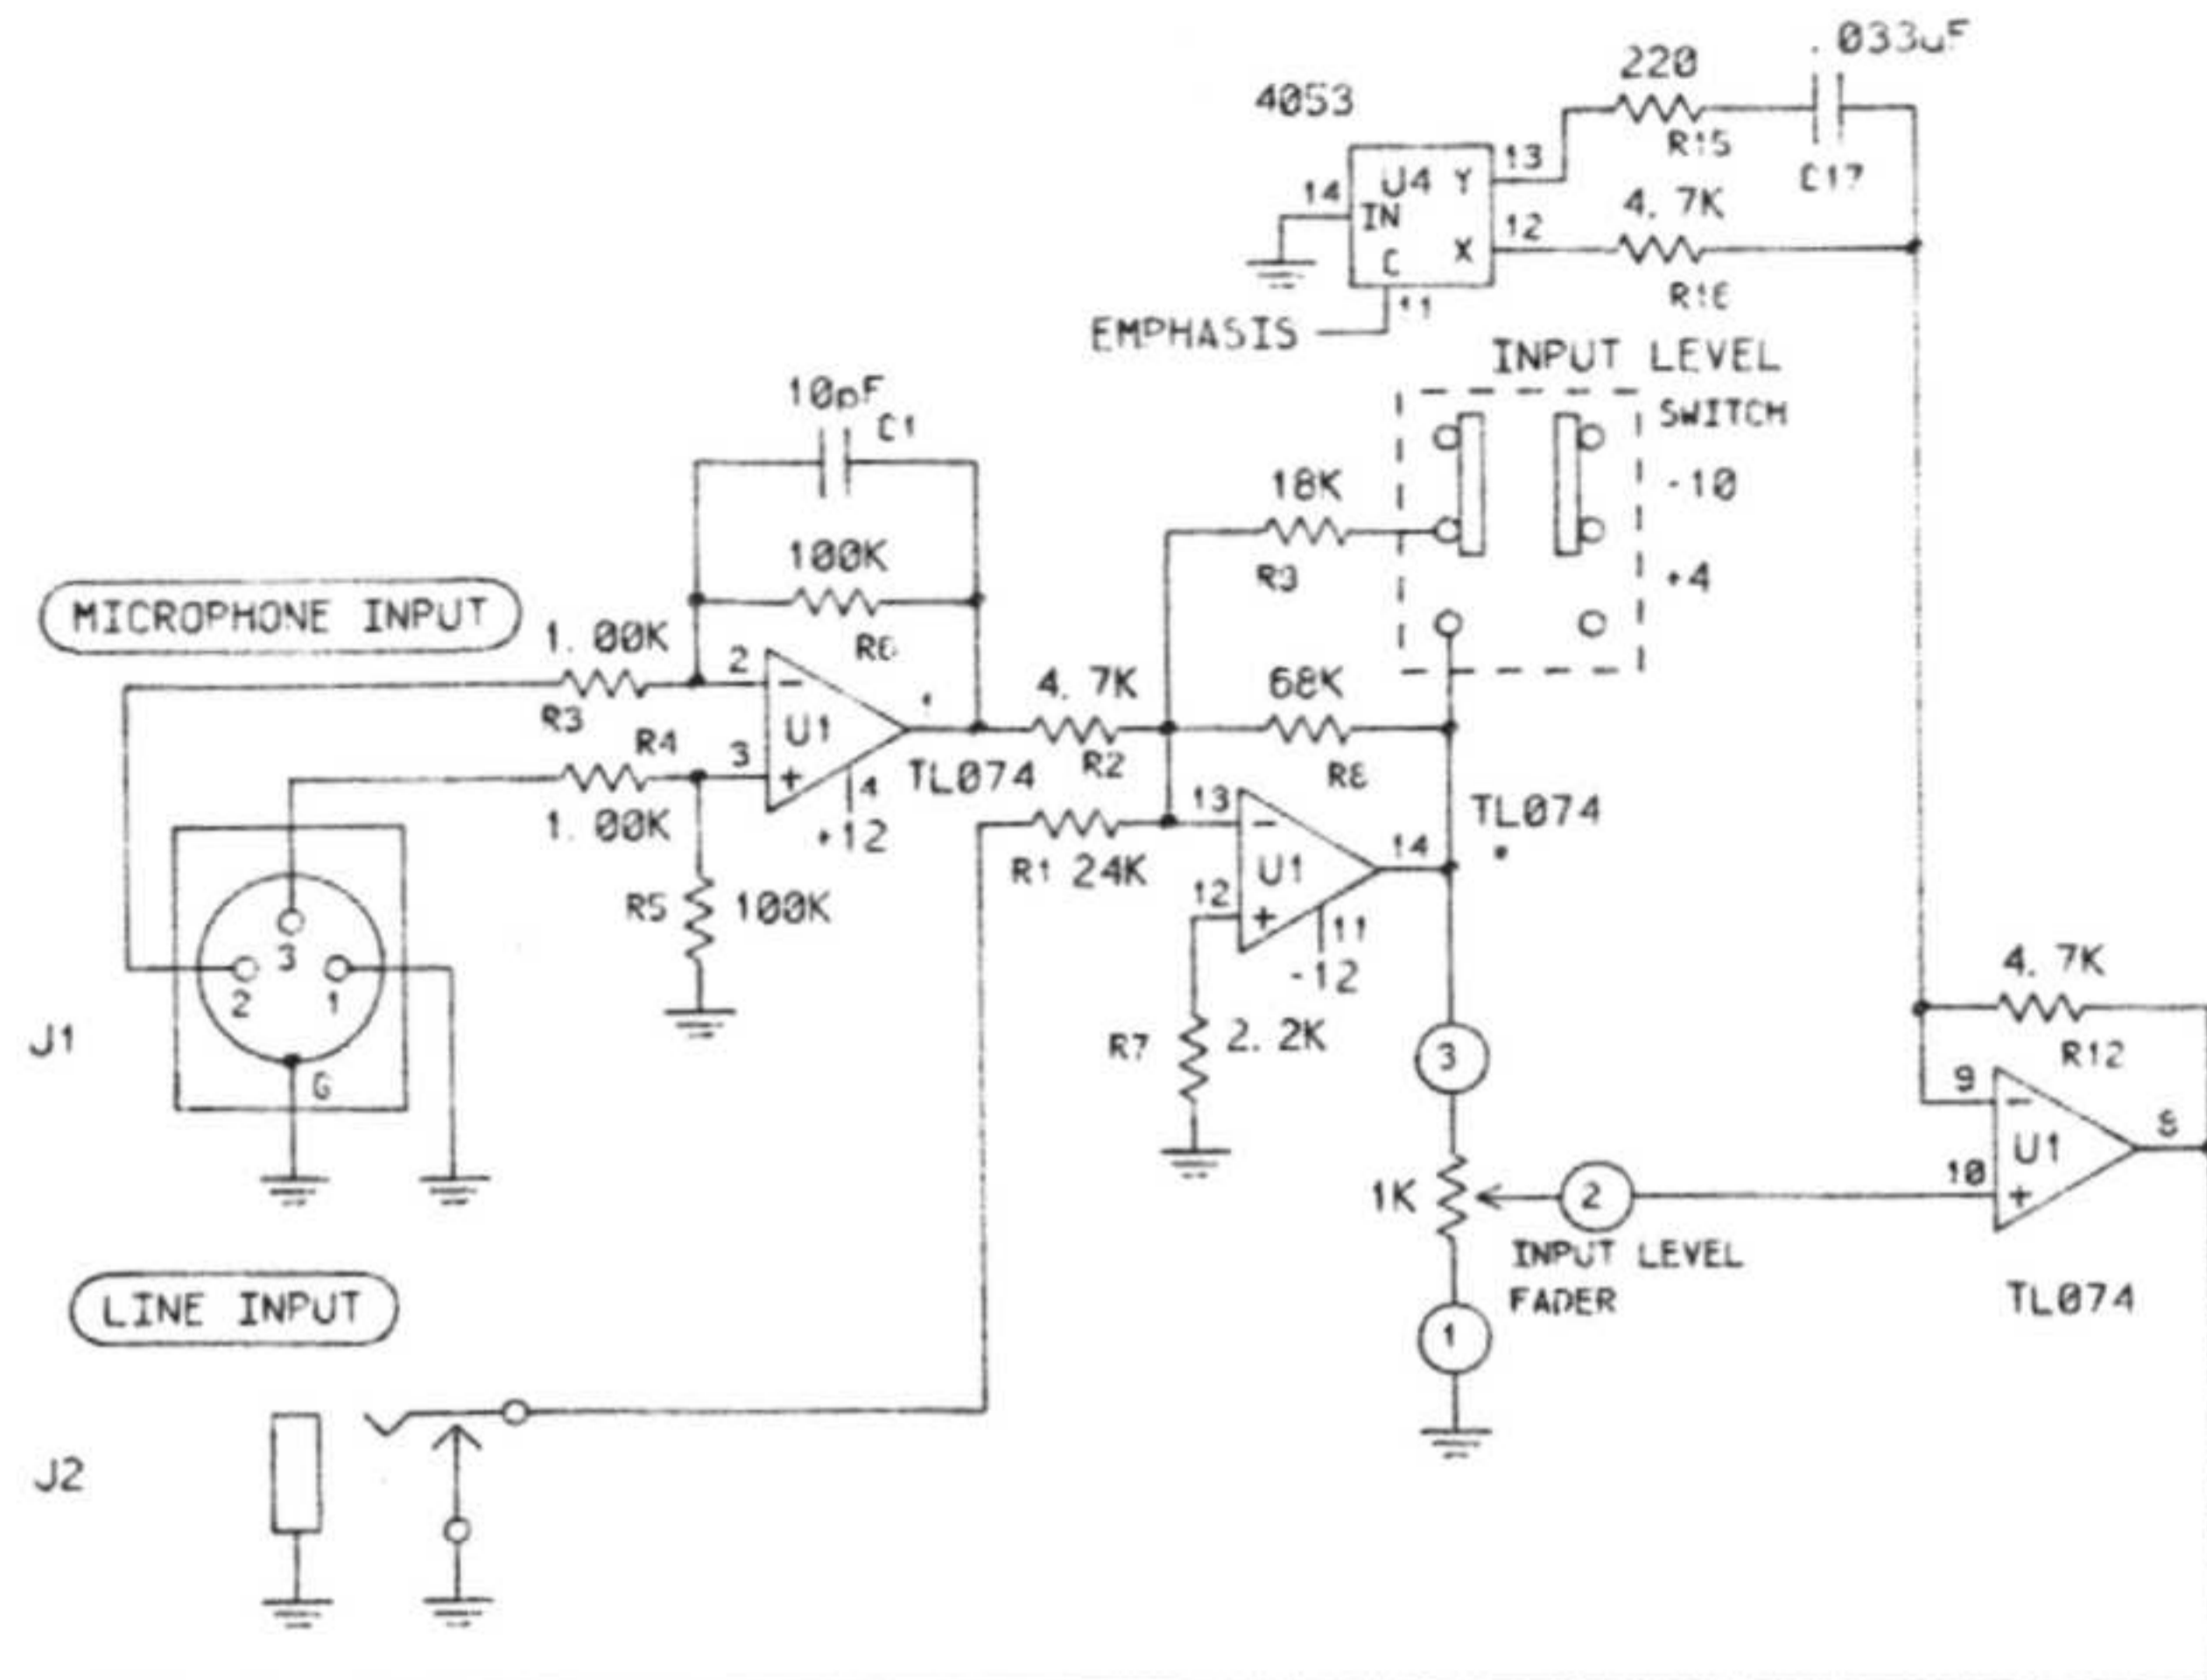 .033uF
220
4053
R15
C17
13
14
U4 Y
IN
4.7K
12
X
C
R16
11
EMPHASIS
INPUT LEVEL
SWITCH
10pF
C1
-10
18K
100K
R9
+4
MICROPHONE INPUT
1.00K
R6
2
-
4.7K
68K
R3
R4
U1
1
3
+
R2
R8
TL074
4
1.00K
+12
13
-
TL074
14
R1 24K
U1
12
R5
100K
+
11
-12
3
2
1
J1
G
R7
2.2K
3
4.7K
R12
9
-
U1
8
10
+
1K
2
INPUT LEVEL
FADER
TL074
LINE INPUT
1
J2